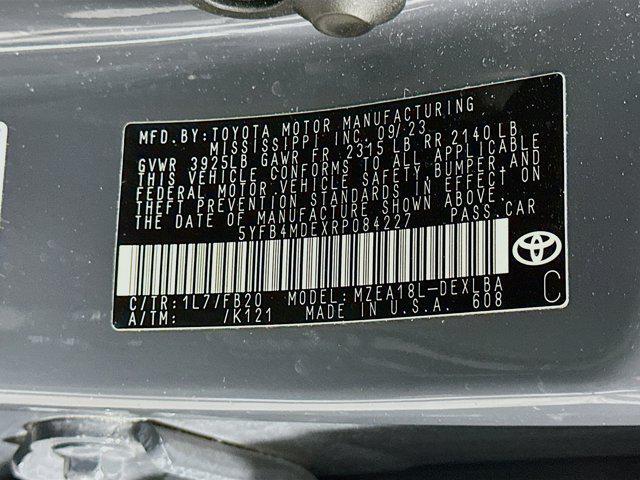 MFD.BY:TOYOTA MOTOR MANUFACTURING
MISSISSIPPI INC. 09/23
GVWR 3925LB GAWR FR 2315 LB RR 2140 LB
THIS VEHICLE CONFORMS TO ALL APPLICABLE
FEDERAL MOTOR VEHICLE SAFETY, BUMPER, AND
THEFT PREVENTION STANDARDS IN EFFECT ON
THE DATE OF MANUFACTURE SHOWN ABOVE.
5YFB4MDEXRP084227 PASS.CAR
C/TR: 1L7/FB20 MODEL: MZEA18L-DEXLBA
A/TM: /K121 MADE IN U.S.A. 608 C